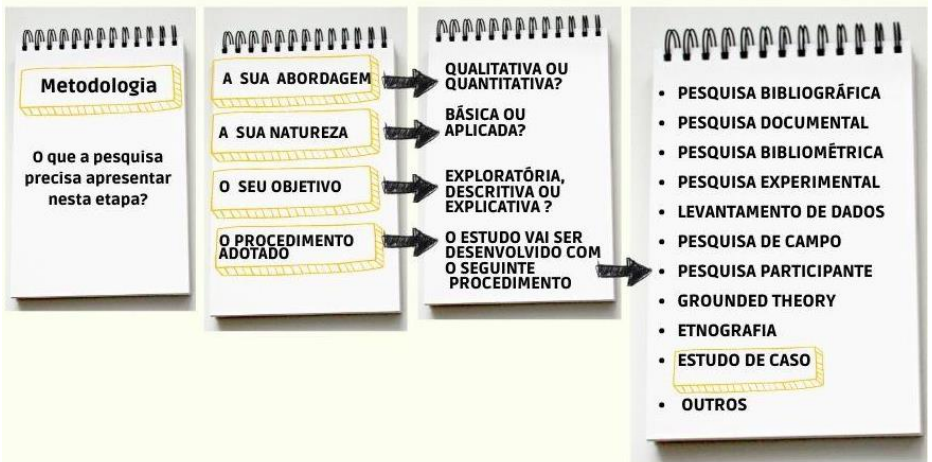 Metodologia
O que a pesquisa
precisa apresentar
nesta etapa?
A SUA ABORDAGEM
A SUA NATUREZA
O SEU OBJETIVO
O PROCEDIMENTO
ADOTADO
QUALITATIVA OU
QUANTITATIVA?
BÁSICA OU
APLICADA?
EXPLORATÓRIA,
DESCRITIVA OU
EXPLICATIVA ?
O ESTUDO VAI SER
DESENVOLVIDO COM
O SEGUINTE
PROCEDIMENTO
• PESQUISA BIBLIOGRÁFICA
• PESQUISA DOCUMENTAL
• PESQUISA BIBLIOMÉTRICA
• PESQUISA EXPERIMENTAL
• LEVANTAMENTO DE DADOS
• PESQUISA DE CAMPO
• PESQUISA PARTICIPANTE
• GROUNDED THEORY
• ETNOGRAFIA
• ESTUDO DE CASO
• OUTROS